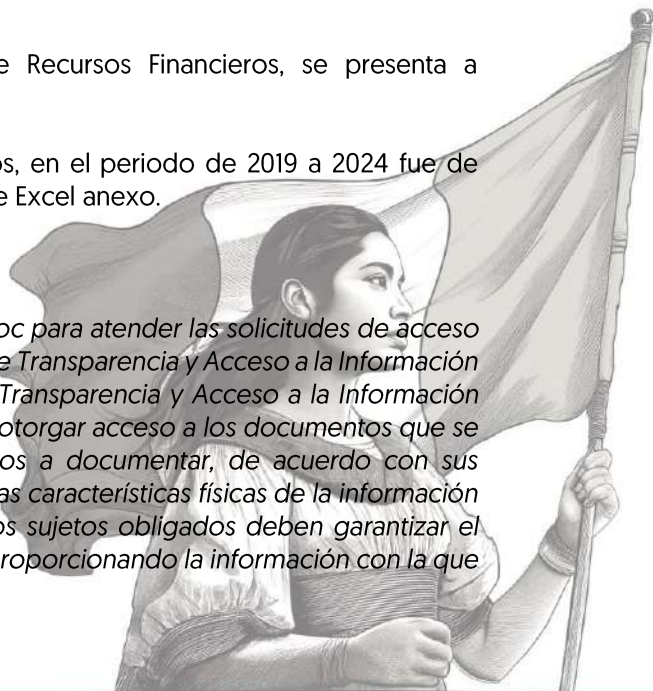 e Recursos Financieros, se presenta a
os, en el periodo de 2019 a 2024 fue de
e Excel anexo.
oc para atender las solicitudes de acceso
e Transparencia y Acceso a la Información
Transparencia y Acceso a la Información
otorgar acceso a los documentos que se
os a documentar, de acuerdo con sus
as características físicas de la información
os sujetos obligados deben garantizar el
proporcionando la información con la que